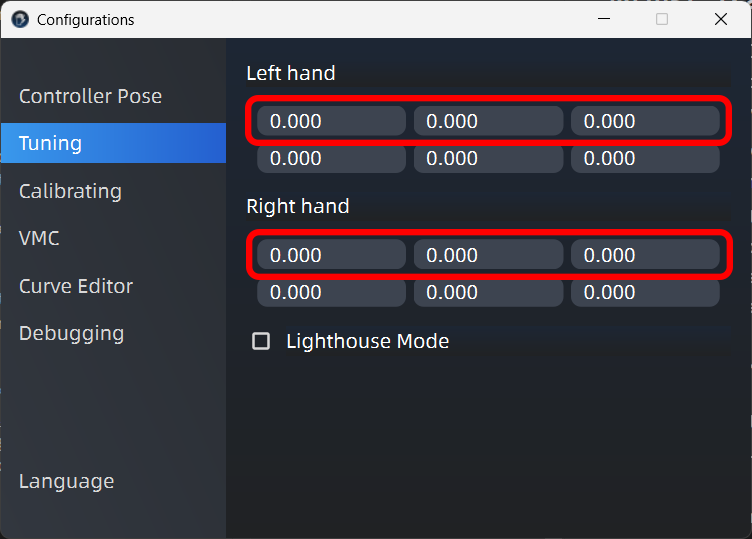 Configurations
Controller Pose
Tuning
Calibrating
VMC
Curve Editor
Debugging
Language
Left hand
0.000 0.000 0.000
0.000 0.000 0.000
Right hand
0.000 0.000 0.000
0.000 0.000 0.000
Lighthouse Mode